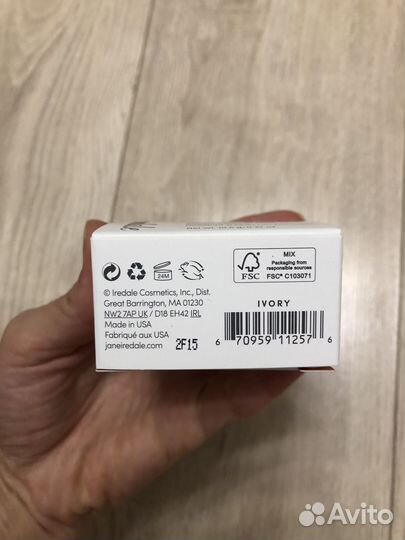 24M
FSC
MIX
Packaging from
responsible sources
FSC® C103071
© Iredale Cosmetics, Inc., Dist.
Great Barrington, MA 01230
NW2 7AP UK / D18 EH42 IRL
Made in USA
Fabriqué aux USA
janeiredale.com
2F15
IVORY
6 70959 11257 6
Avito